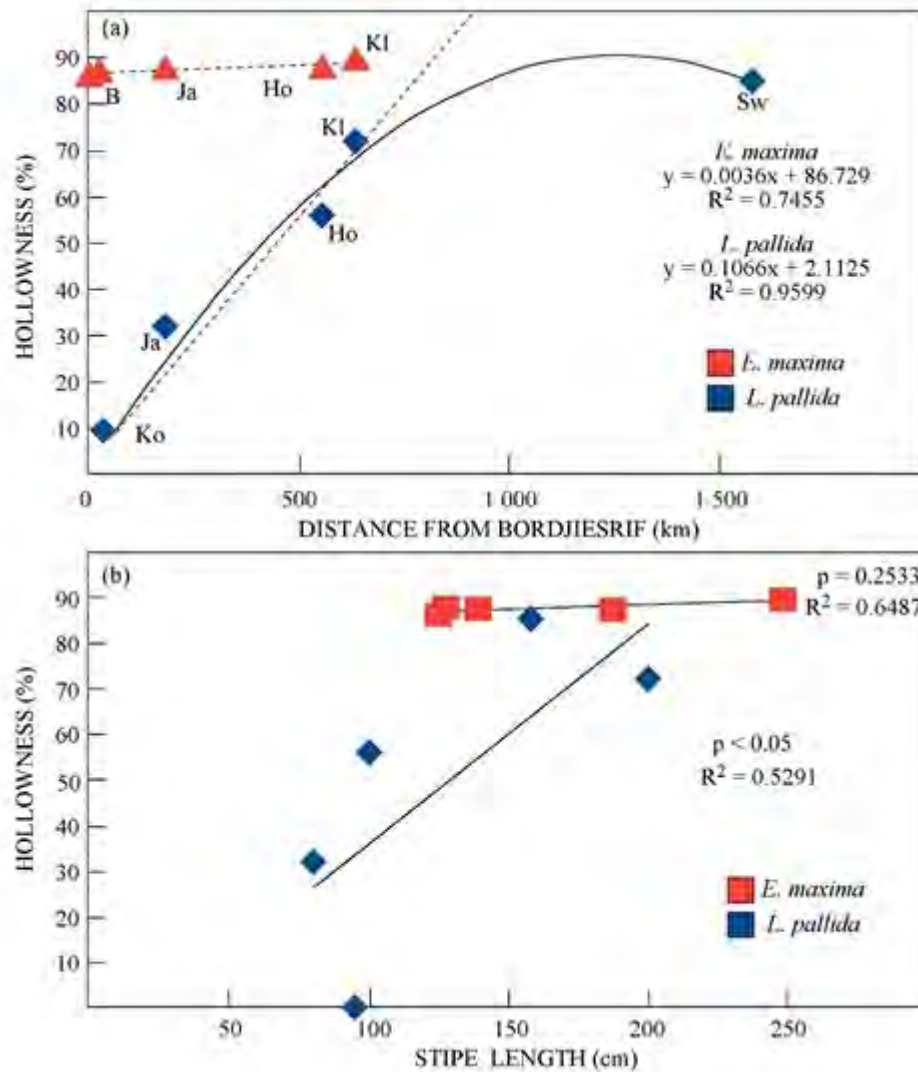 (a)
90
80
70
60
50
40
30
20
10
HOLLOWNESS (%)
B
Ja
Ho
Kl
Kl
Ho
Ja
Ko
Sw
E. maxima
y = 0.0036x + 86.729
R² = 0.7455
L. pallida
y = 0.1066x + 2.1125
R² = 0.9599
E. maxima
L. pallida
0 500 1 000 1 500
DISTANCE FROM BORDJIESRIF (km)
(b)
90
80
70
60
50
40
30
20
10
HOLLOWNESS (%)
p = 0.2533
R² = 0.6487
p < 0.05
R² = 0.5291
E. maxima
L. pallida
50 100 150 200 250
STIPE LENGTH (cm)